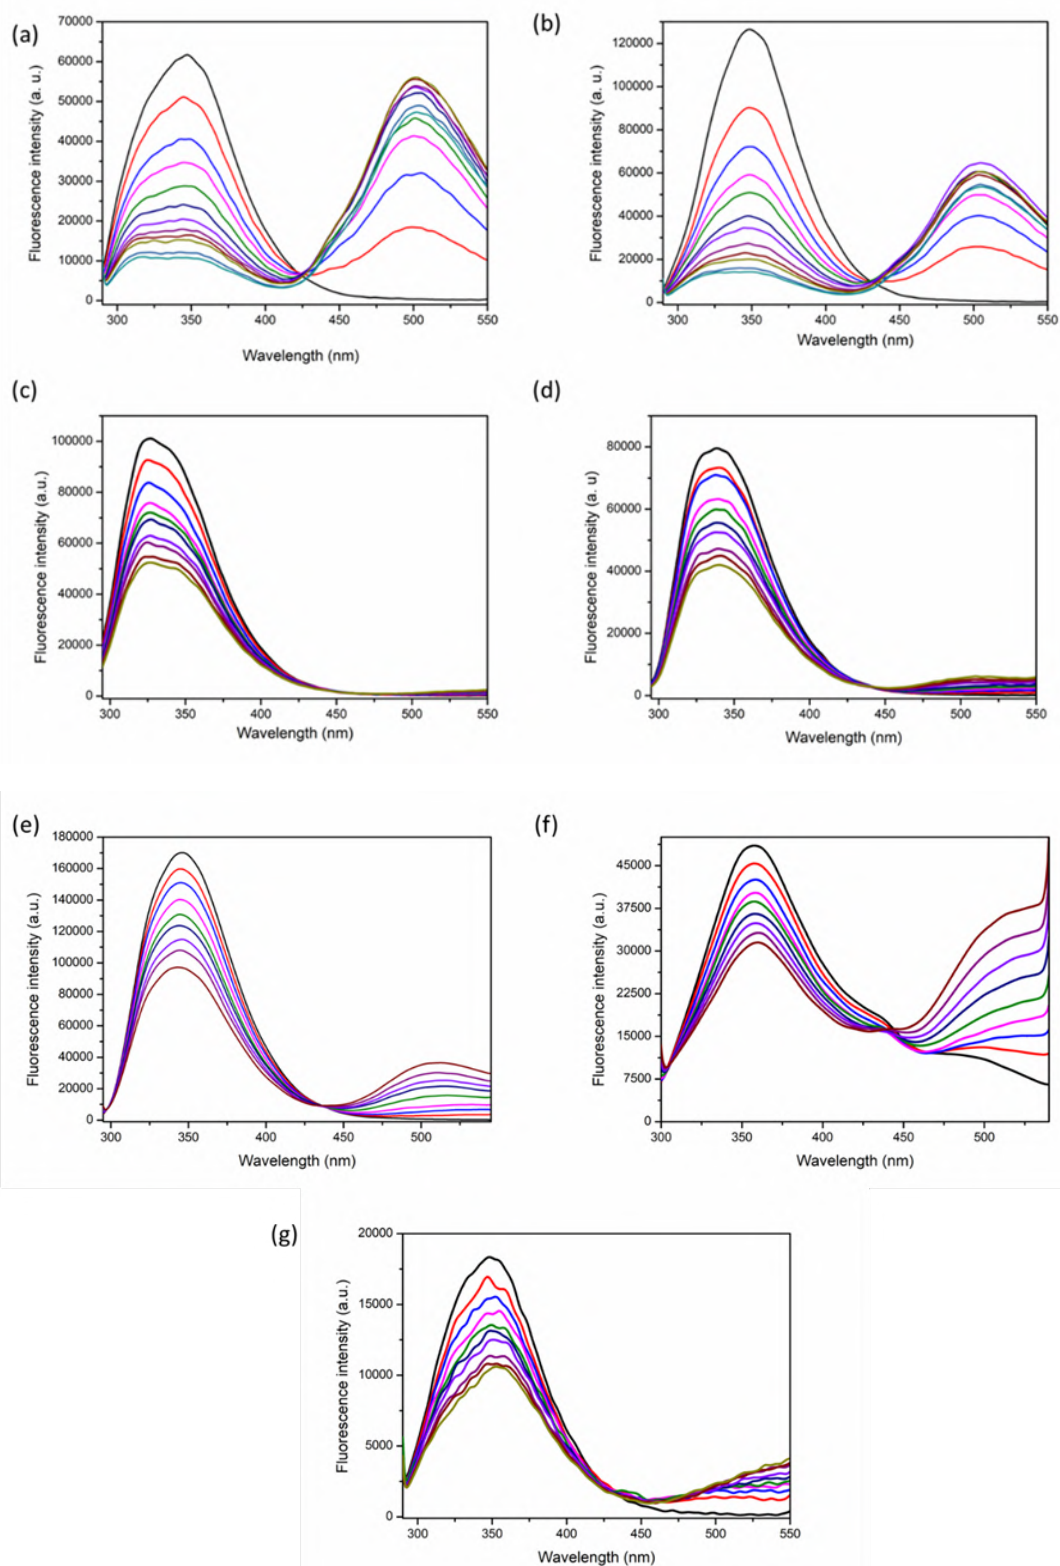 (a)
70000
60000
50000
40000
30000
20000
10000
0
Fluorescence intensity (a. u.)
300 350 400 450 500 550
Wavelength (nm)
(b)
120000
100000
80000
60000
40000
20000
0
Fluorescence intensity (a. u.)
300 350 400 450 500 550
Wavelength (nm)
(c)
100000
80000
60000
40000
20000
0
Fluorescence intensity (a.u.)
300 350 400 450 500 550
Wavelength (nm)
(d)
80000
60000
40000
20000
0
Fluorescence intensity (a. u)
300 350 400 450 500 550
Wavelength (nm)
(e)
180000
160000
140000
120000
100000
80000
60000
40000
20000
0
Fluorescence intensity (a.u.)
300 350 400 450 500
Wavelength (nm)
(f)
45000
37500
30000
22500
15000
7500
0
Fluorescence intensity (a.u.)
300 350 400 450 500
Wavelength (nm)
(g)
20000
15000
10000
5000
0
Fluorescence intensity (a.u.)
300 350 400 450 500 550
Wavelength (nm)